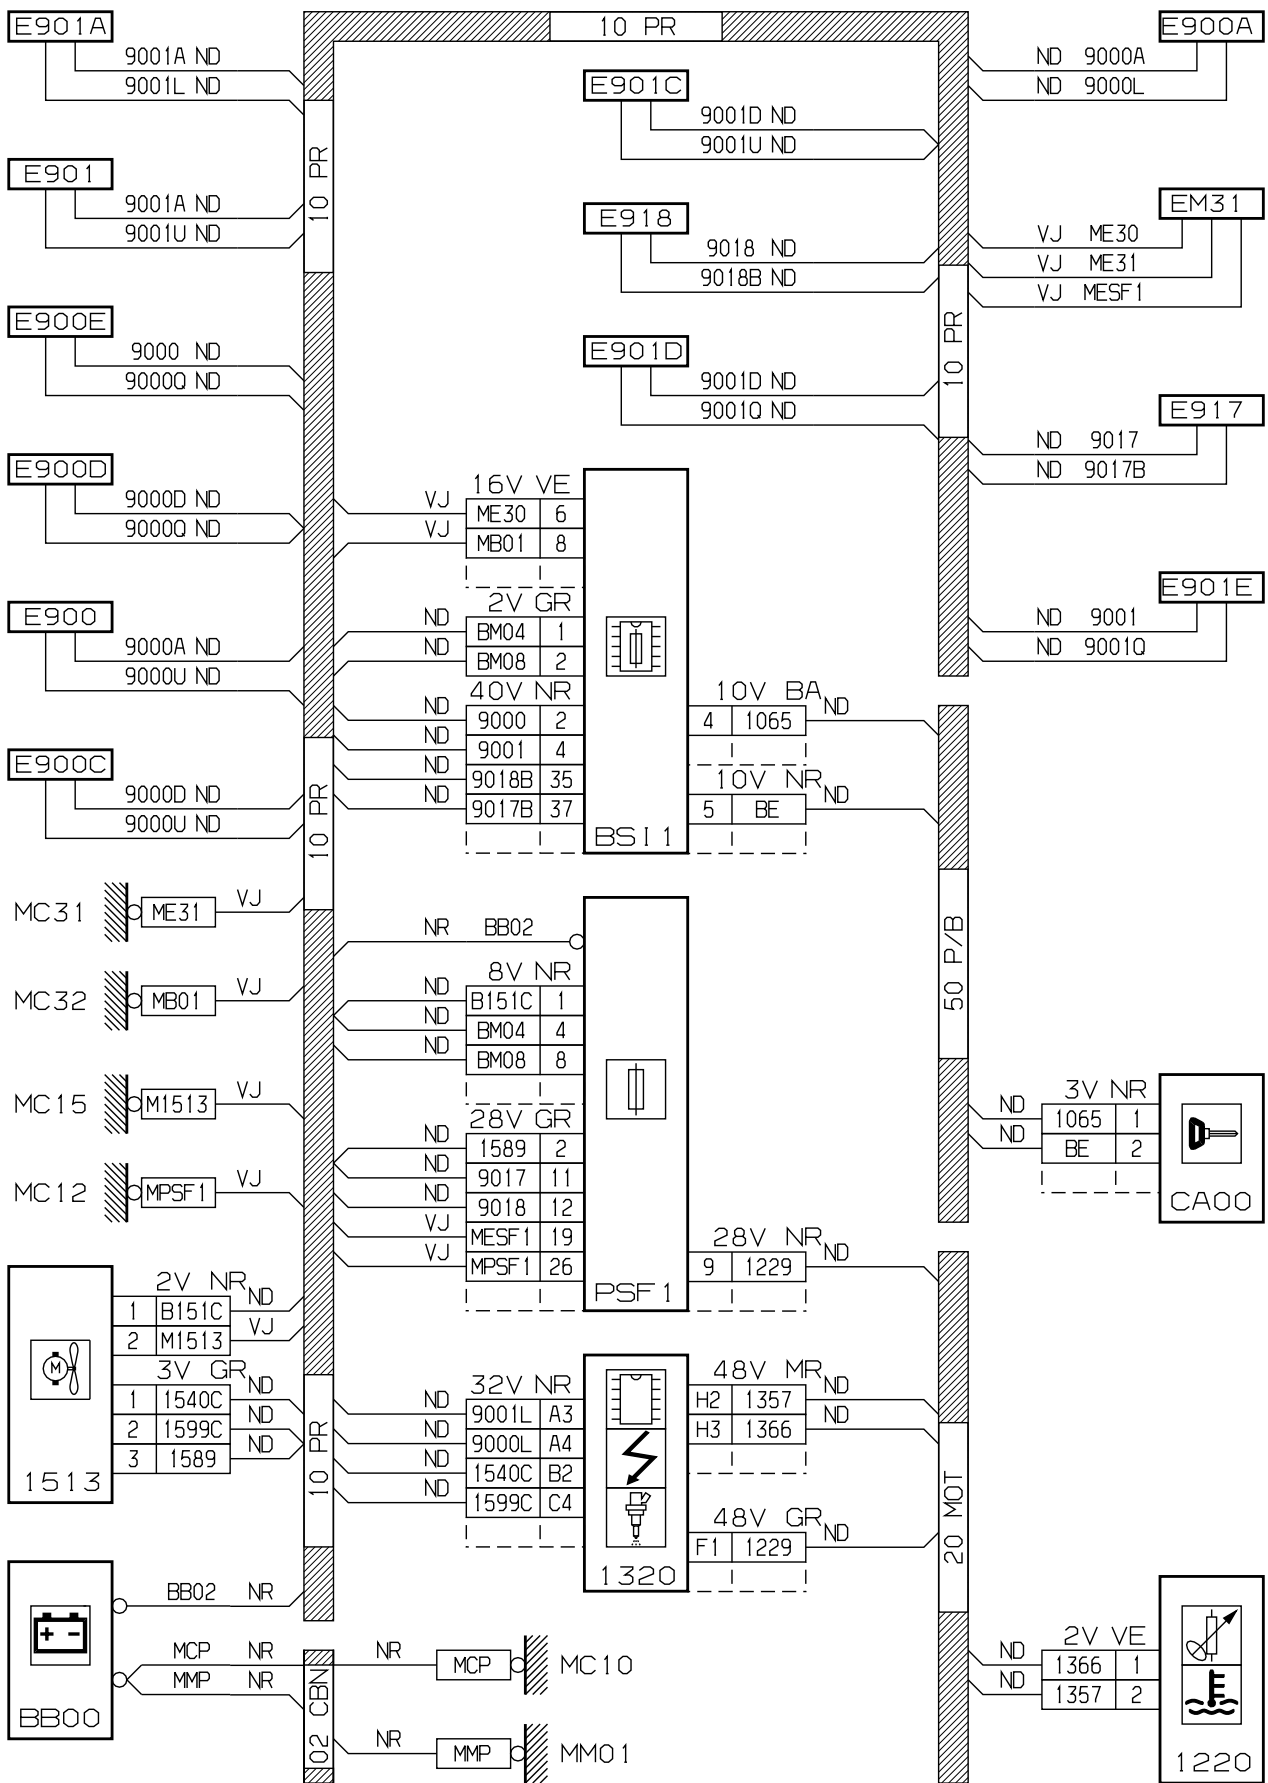 10 PR
E901A
9001A ND
9001L ND
E901
9001A ND
9001U ND
10 PR
E900E
9000 ND
9000Q ND
E900D
9000D ND
9000Q ND
E900
9000A ND
9000U ND
E900C
9000D ND
9000U ND
10 PR
MC31 ME31 VJ
MC32 MB01 VJ
MC15 M1513 VJ
MC12 MPSF1 VJ
2V NR
1 B151C ND
2 M1513 VJ
3V GR
1 1540C ND
2 1599C ND
3 1589 ND
1513
10 PR
BB02 NR
MCP NR
MMP NR
BB00
02 CBN
NR MCP MC10
NR MMP MM01
E901C
9001D ND
9001U ND
E918
9018 ND
9018B ND
E901D
9001D ND
9001Q ND
16V VE
VJ ME30 6
VJ MB01 8
2V GR
ND BM04 1
ND BM08 2
40V NR
ND 9000 2
ND 9001 4
ND 9018B 35
ND 9017B 37
10V BA
4 1065 ND
10V NR
5 BE ND
BSI1
NR BB02
8V NR
ND B151C 1
ND BM04 4
ND BM08 8
28V GR
ND 1589 2
ND 9017 11
ND 9018 12
VJ MESF1 19
VJ MPSF1 26
28V NR
9 1229 ND
PSF1
32V NR
ND 9001L A3
ND 9000L A4
ND 1540C B2
ND 1599C C4
48V MR
H2 1357 ND
H3 1366 ND
48V GR
F1 1229 ND
1320
E900A
ND 9000A
ND 9000L
EM31
VJ ME30
VJ ME31
VJ MESF1
10 PR
E917
ND 9017
ND 9017B
E901E
ND 9001
ND 9001Q
50 P/B
3V NR
ND 1065 1
ND BE 2
CA00
20 MOT
2V VE
ND 1366 1
ND 1357 2
1220
M